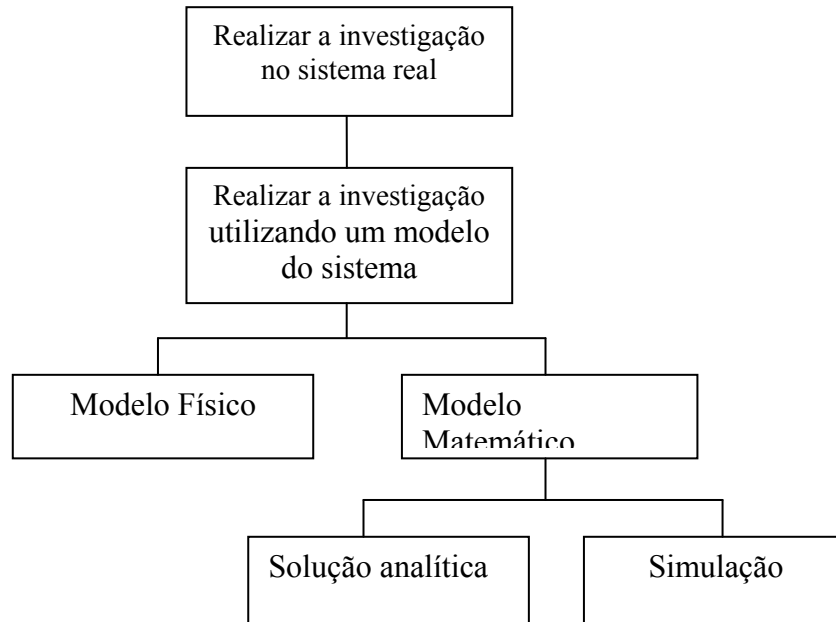 Realizar a investigação
no sistema real
Realizar a investigação
utilizando um modelo
do sistema
Modelo Físico
Modelo
Matemático
Solução analítica
Simulação